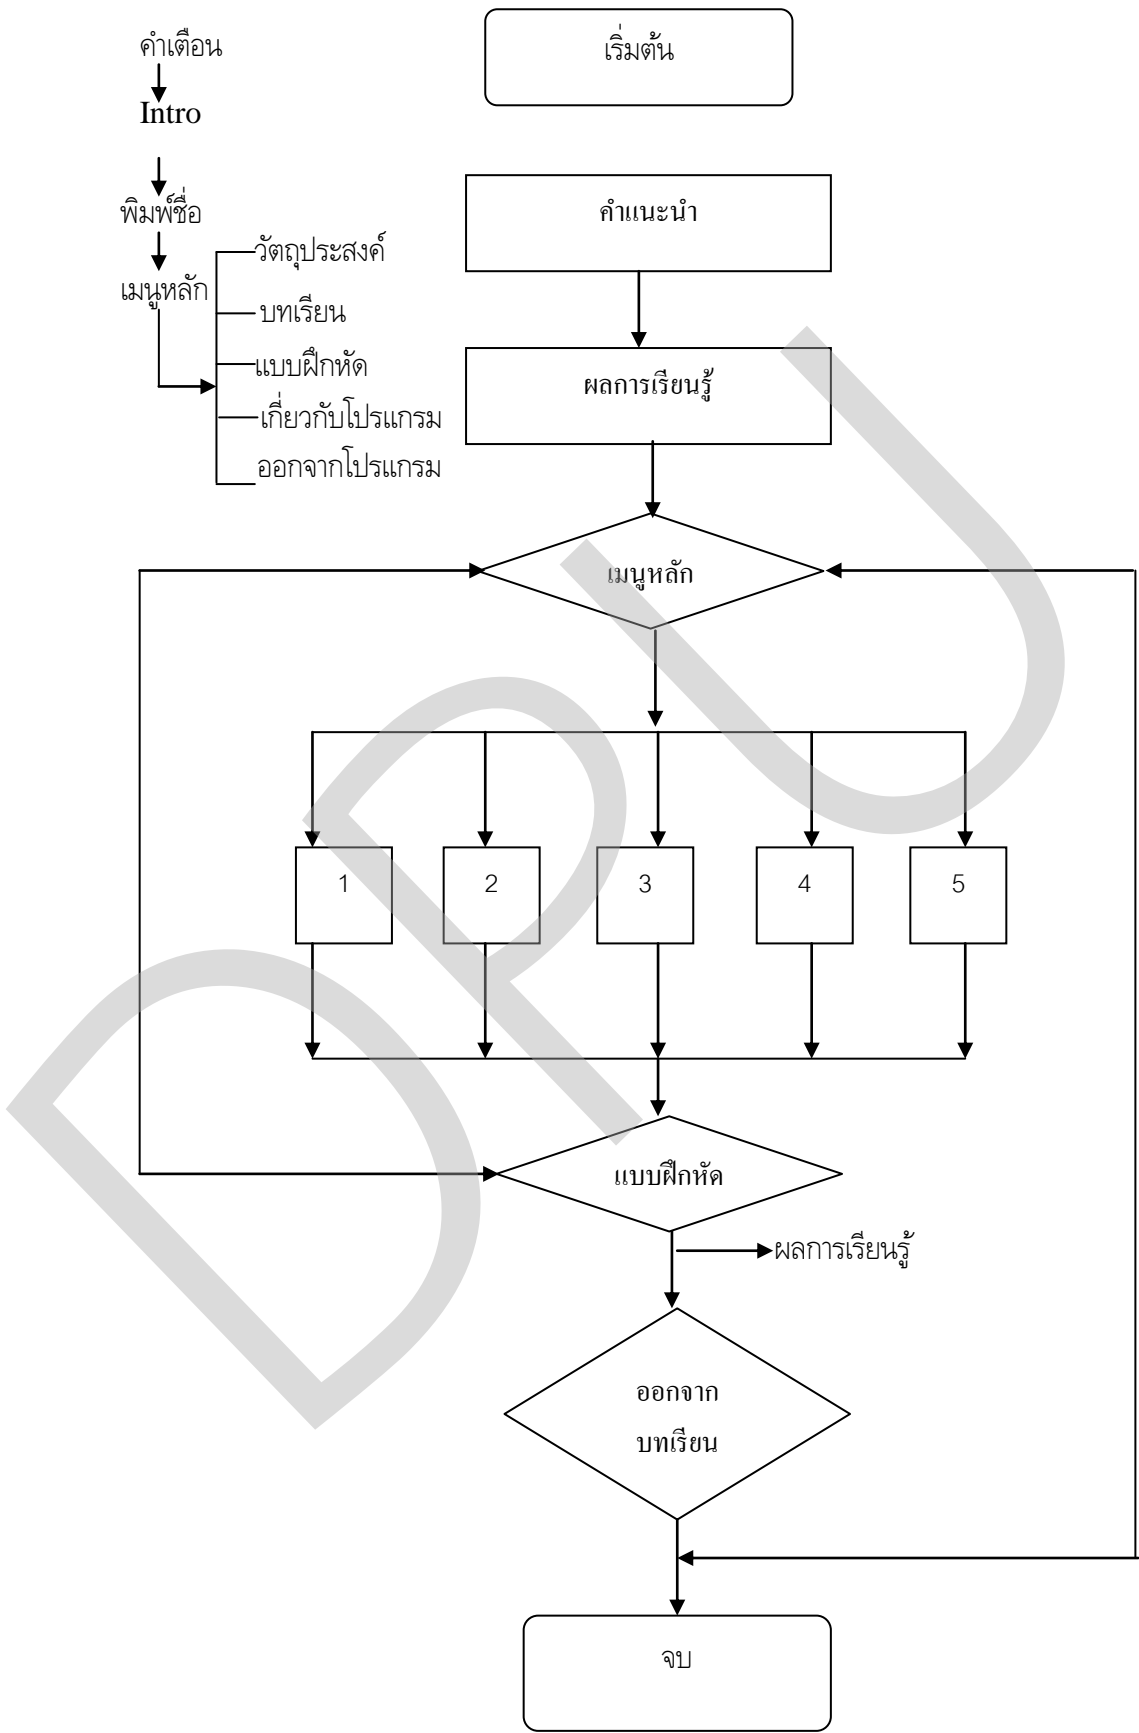 คำเตือน
Intro
พิมพ์ชื่อ
เมนูหลัก
วัตถุประสงค์
บทเรียน
แบบฝึกหัด
เกี่ยวกับโปรแกรม
ออกจากโปรแกรม
เริ่มต้น
คำแนะนำ
ผลการเรียนรู้
เมนูหลัก
1 2 3 4 5
แบบฝึกหัด
ผลการเรียนรู้
ออกจาก
บทเรียน
จบ
DPU